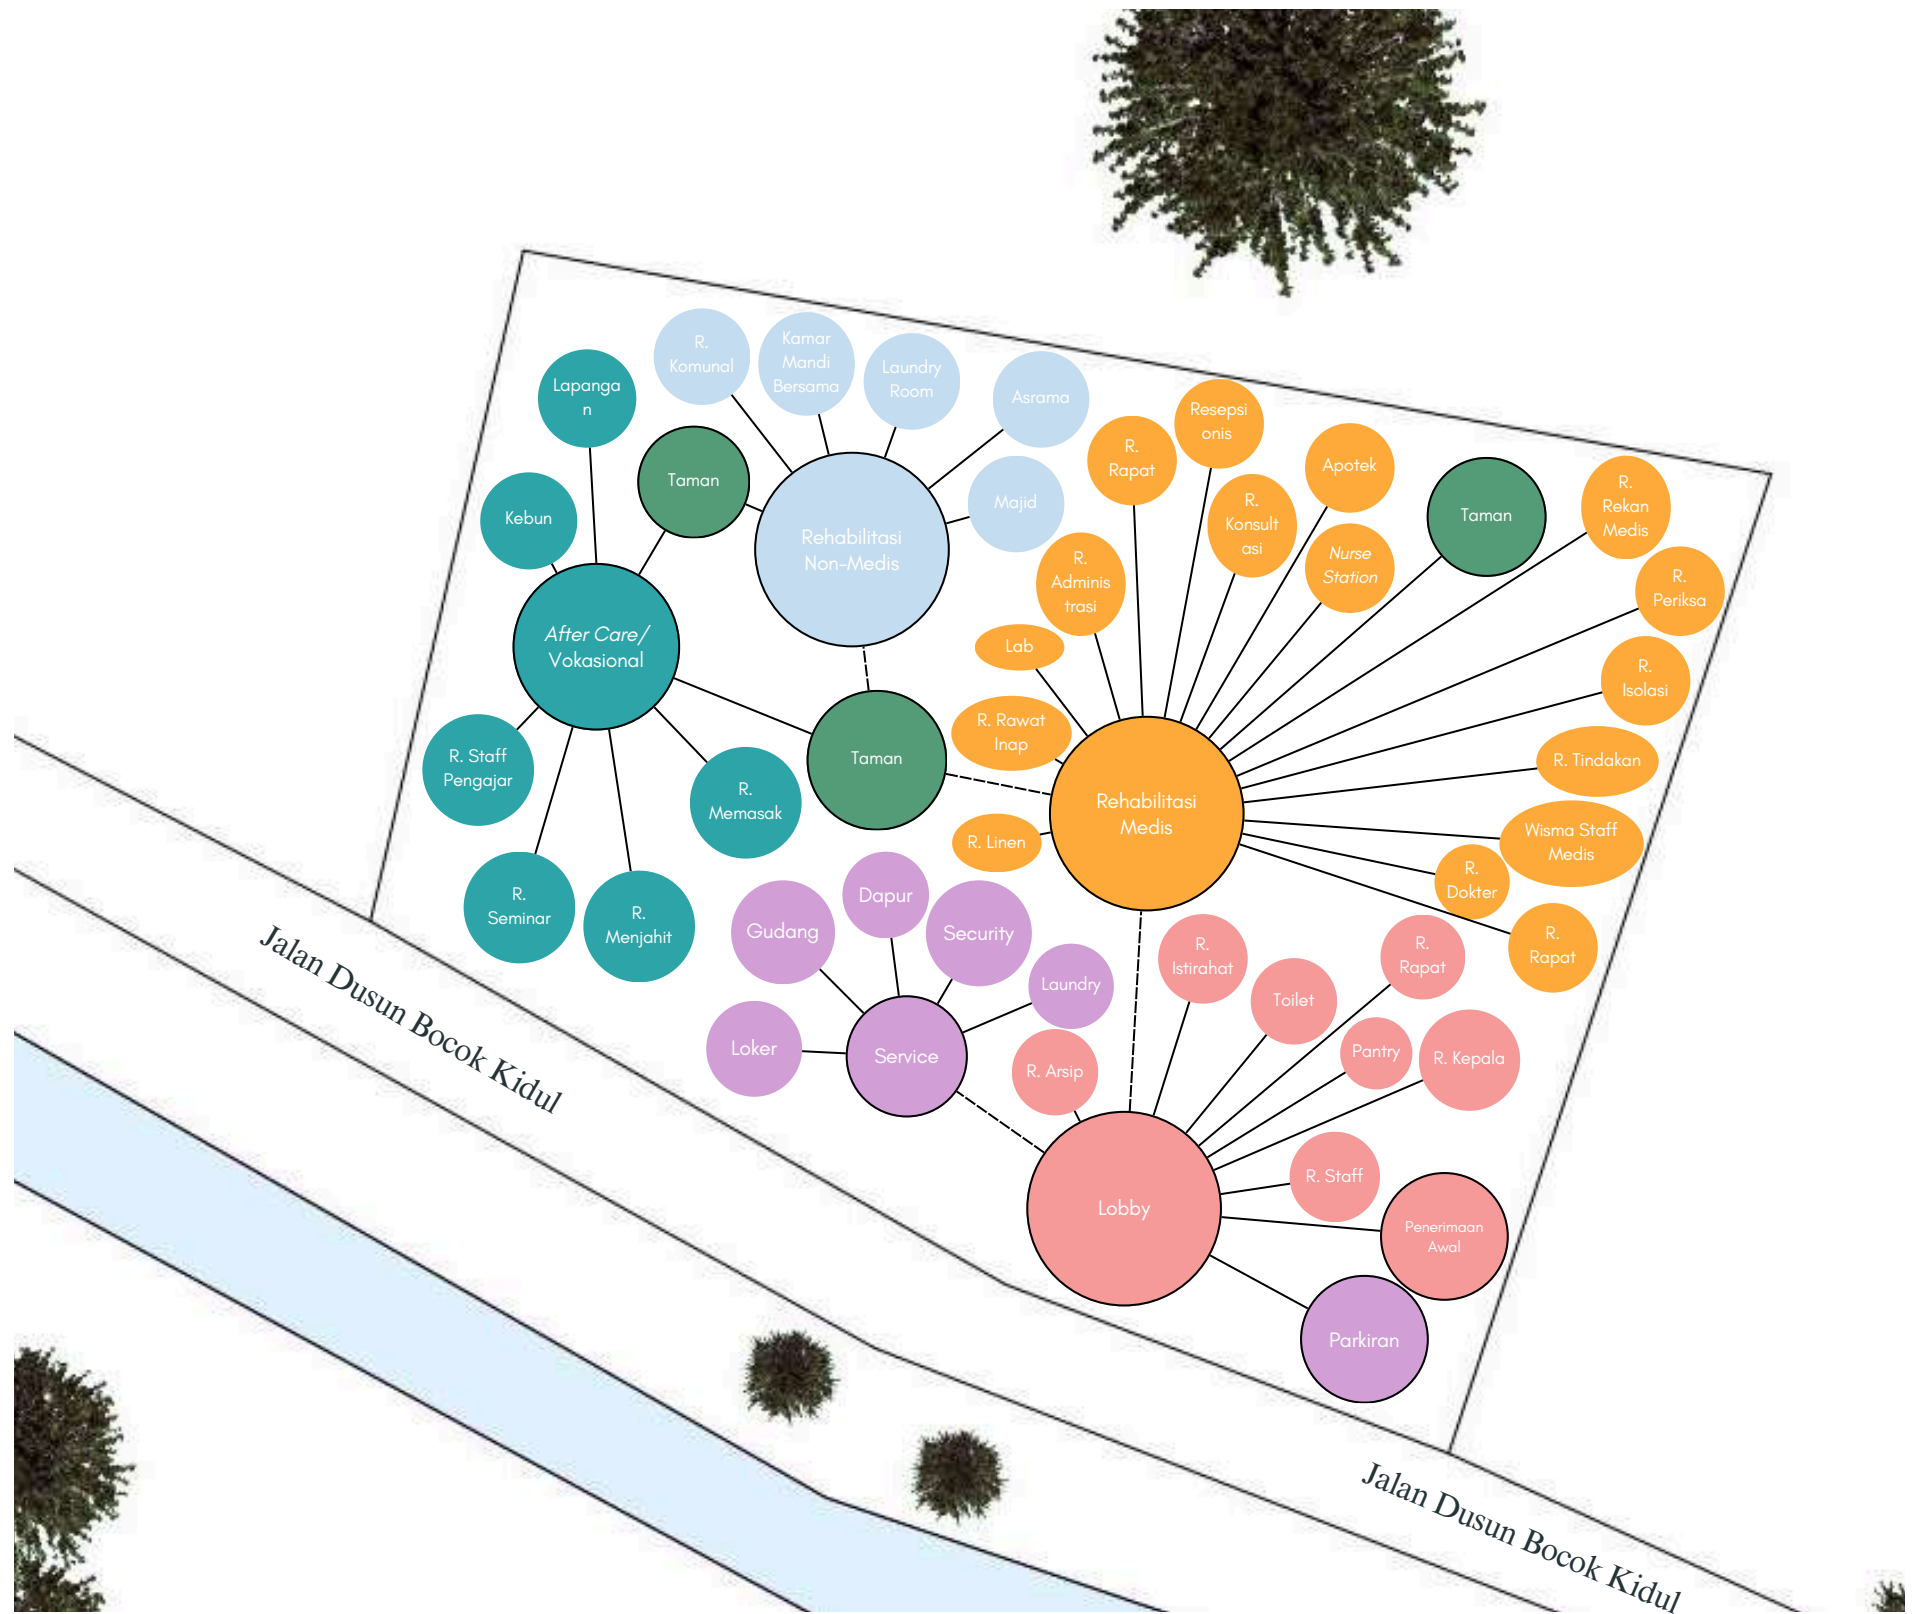 R.
Komunal
Kamar
Mandi
Bersama
Laundry
Room
Asrama
Majid
Lapanga
n
Taman
Kebun
Rehabilitasi
Non-Medis
After Care/
Vokasional
R. Staff
Pengajar
R.
Seminar
R.
Menjahit
R.
Memasak
Taman
R.
Rapat
Resepsi
onis
Apotek
R.
Konsult
asi
Nurse
Station
Taman
R.
Rekan
Medis
R.
Periksa
R.
Adminis
trasi
Lab
R. Rawat
Inap
R. Linen
Rehabilitasi
Medis
R.
Isolasi
R. Tindakan
Wisma Staff
Medis
R.
Dokter
R.
Rapat
Dapur
Gudang
Security
Laundry
Loker
Service
R. Arsip
R.
Istirahat
Toilet
R.
Rapat
Pantry
R. Kepala
R. Staff
Lobby
Penerimaan
Awal
Parkiran
Jalan Dusun Bocok Kidul
Jalan Dusun Bocok Kidul